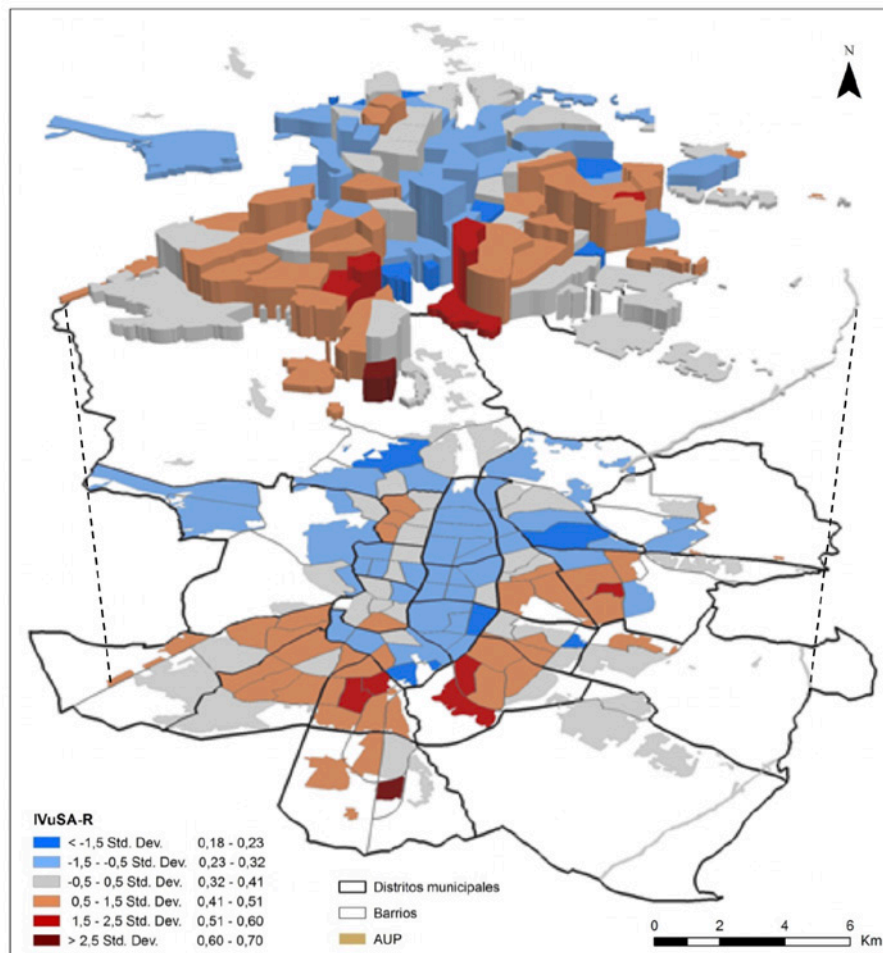 N
IVuSA-R
< -1,5 Std. Dev. 0,18 - 0,23
-1,5 - -0,5 Std. Dev. 0,23 - 0,32
-0,5 - 0,5 Std. Dev. 0,32 - 0,41
0,5 - 1,5 Std. Dev. 0,41 - 0,51
1,5 - 2,5 Std. Dev. 0,51 - 0,60
> 2,5 Std. Dev. 0,60 - 0,70
Distritos municipales
Barrios
AUP
0 2 4 6
Km